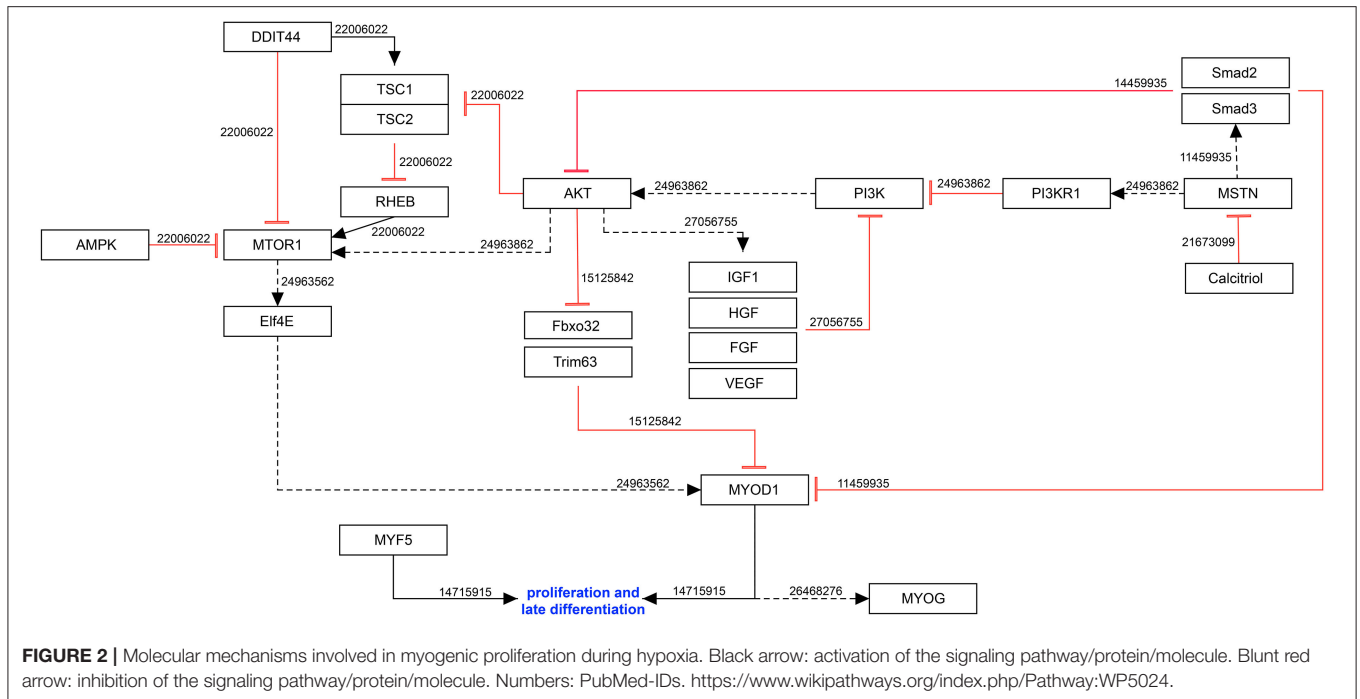 DDIT44
22006022
TSC1
TSC2
22006022
22006022
22006022
RHEB
22006022
AMPK
22006022
MTOR1
24963862
24963562
Elf4E
AKT
24963862
PI3K
24963862
PI3KR1
24963862
MSTN
14459935
Smad2
Smad3
11459935
21673099
Calcitriol
27056755
15125842
IGF1
HGF
FGF
VEGF
27056755
Fbxo32
Trim63
15125842
24963562
MYOD1
11459935
MYF5
14715915
proliferation and
late differentiation
14715915
26468276
MYOG
FIGURE 2 | Molecular mechanisms involved in myogenic proliferation during hypoxia. Black arrow: activation of the signaling pathway/protein/molecule. Blunt red
arrow: inhibition of the signaling pathway/protein/molecule. Numbers: PubMed-IDs. https://www.wikipathways.org/index.php/Pathway:WP5024.